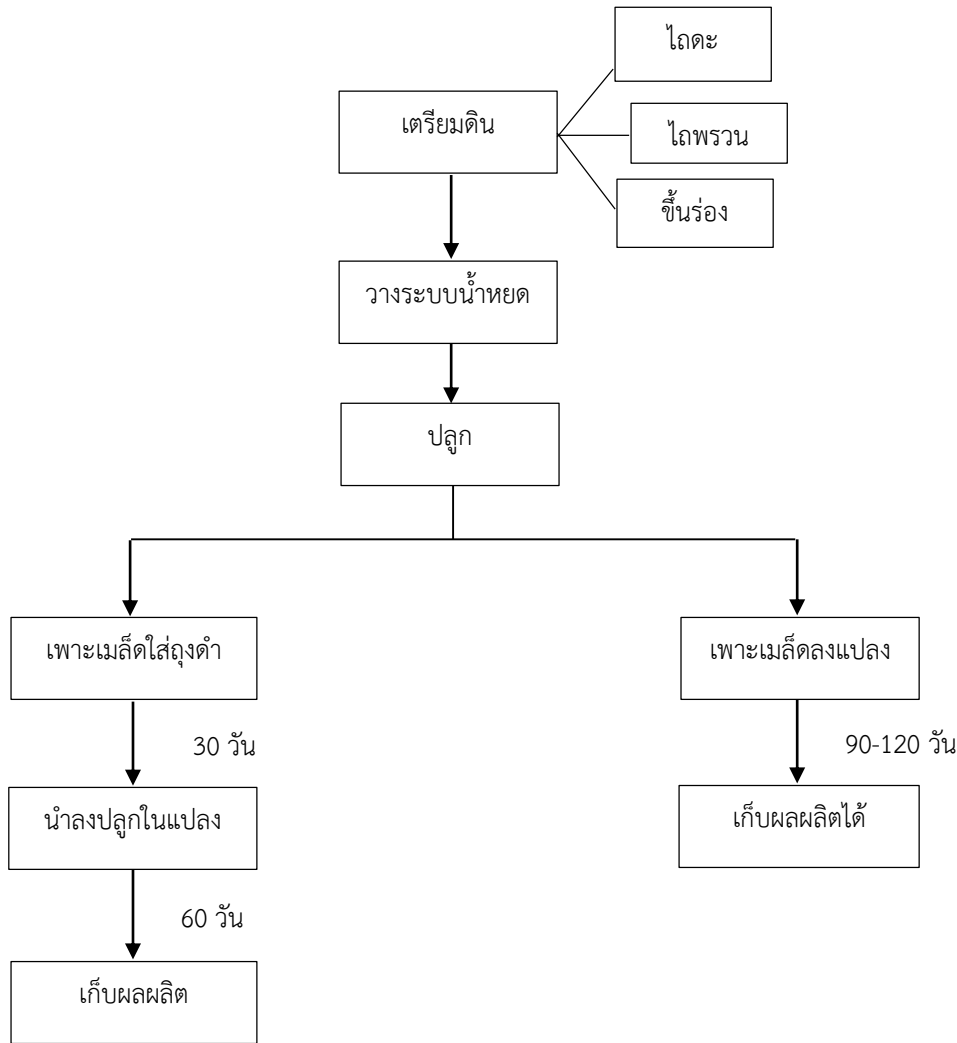 ไถดะ
เตรียมดิน
ไถพรวน
ขึ้นร่อง
วางระบบน้ำหยด
ปลูก
เพาะเมล็ดใส่ถุงดำ
เพาะเมล็ดลงแปลง
30 วัน
90-120 วัน
นำลงปลูกในแปลง
เก็บผลผลิตได้
60 วัน
เก็บผลผลิต